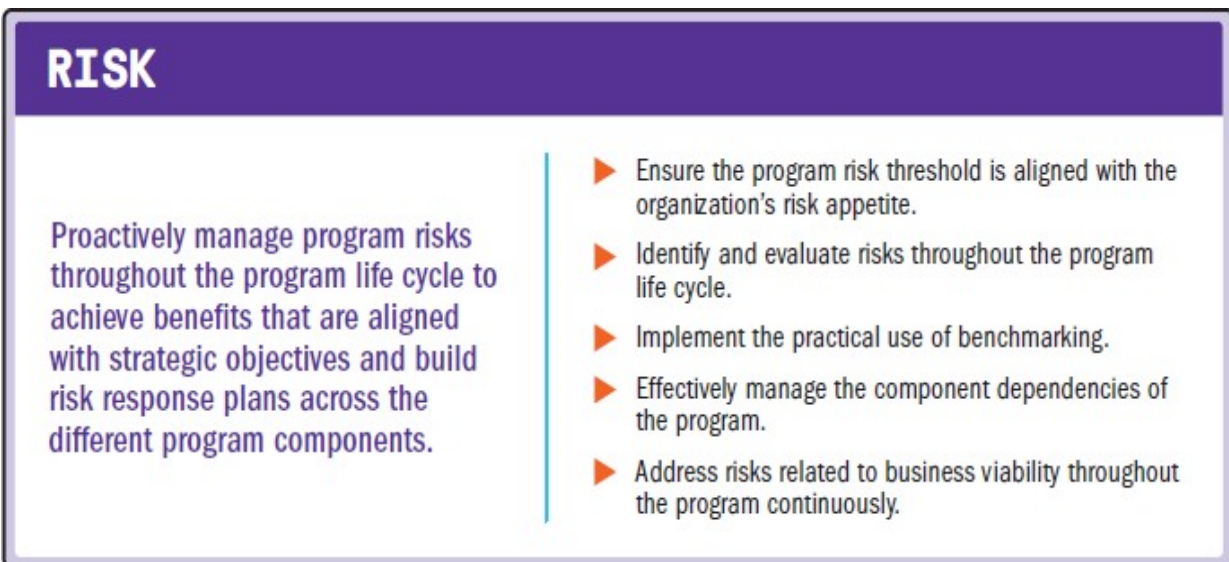 RISK
Proactively manage program risks
throughout the program life cycle to
achieve benefits that are aligned
with strategic objectives and build
risk response plans across the
different program components.
Ensure the program risk threshold is aligned with the
organization’s risk appetite.
Identify and evaluate risks throughout the program
life cycle.
Implement the practical use of benchmarking.
Effectively manage the component dependencies of
the program.
Address risks related to business viability throughout
the program continuously.